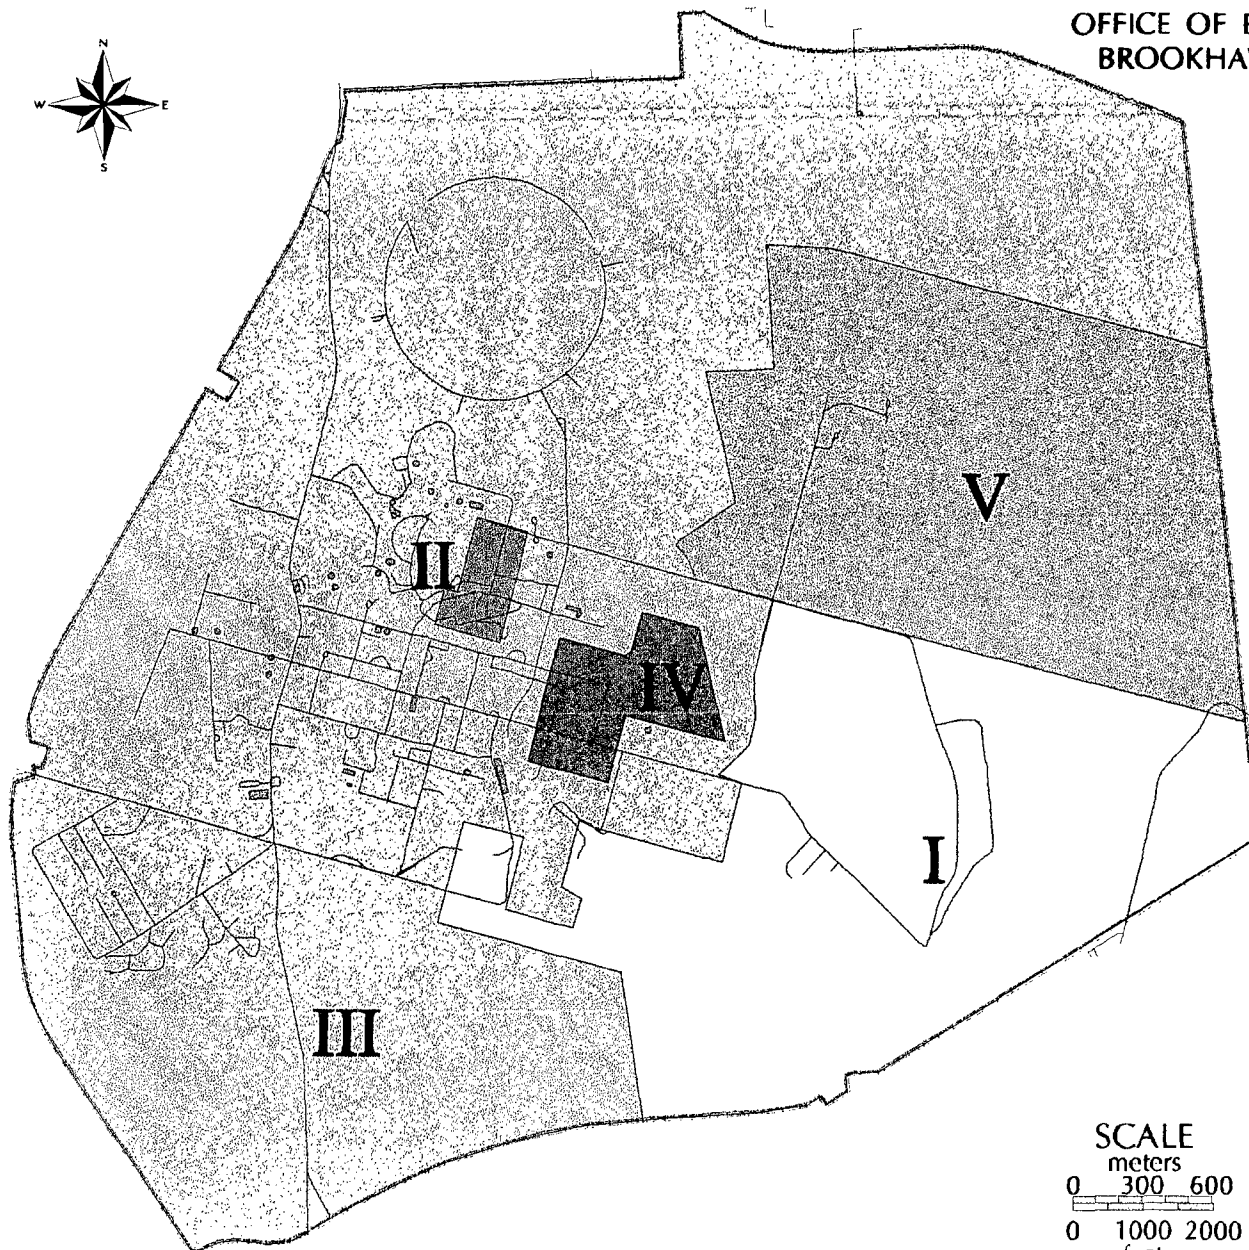 OFFICE OF E
BROOKHA
N
W E
S
V
II
IV
I
III
SCALE
meters
0 300 600
0 1000 2000